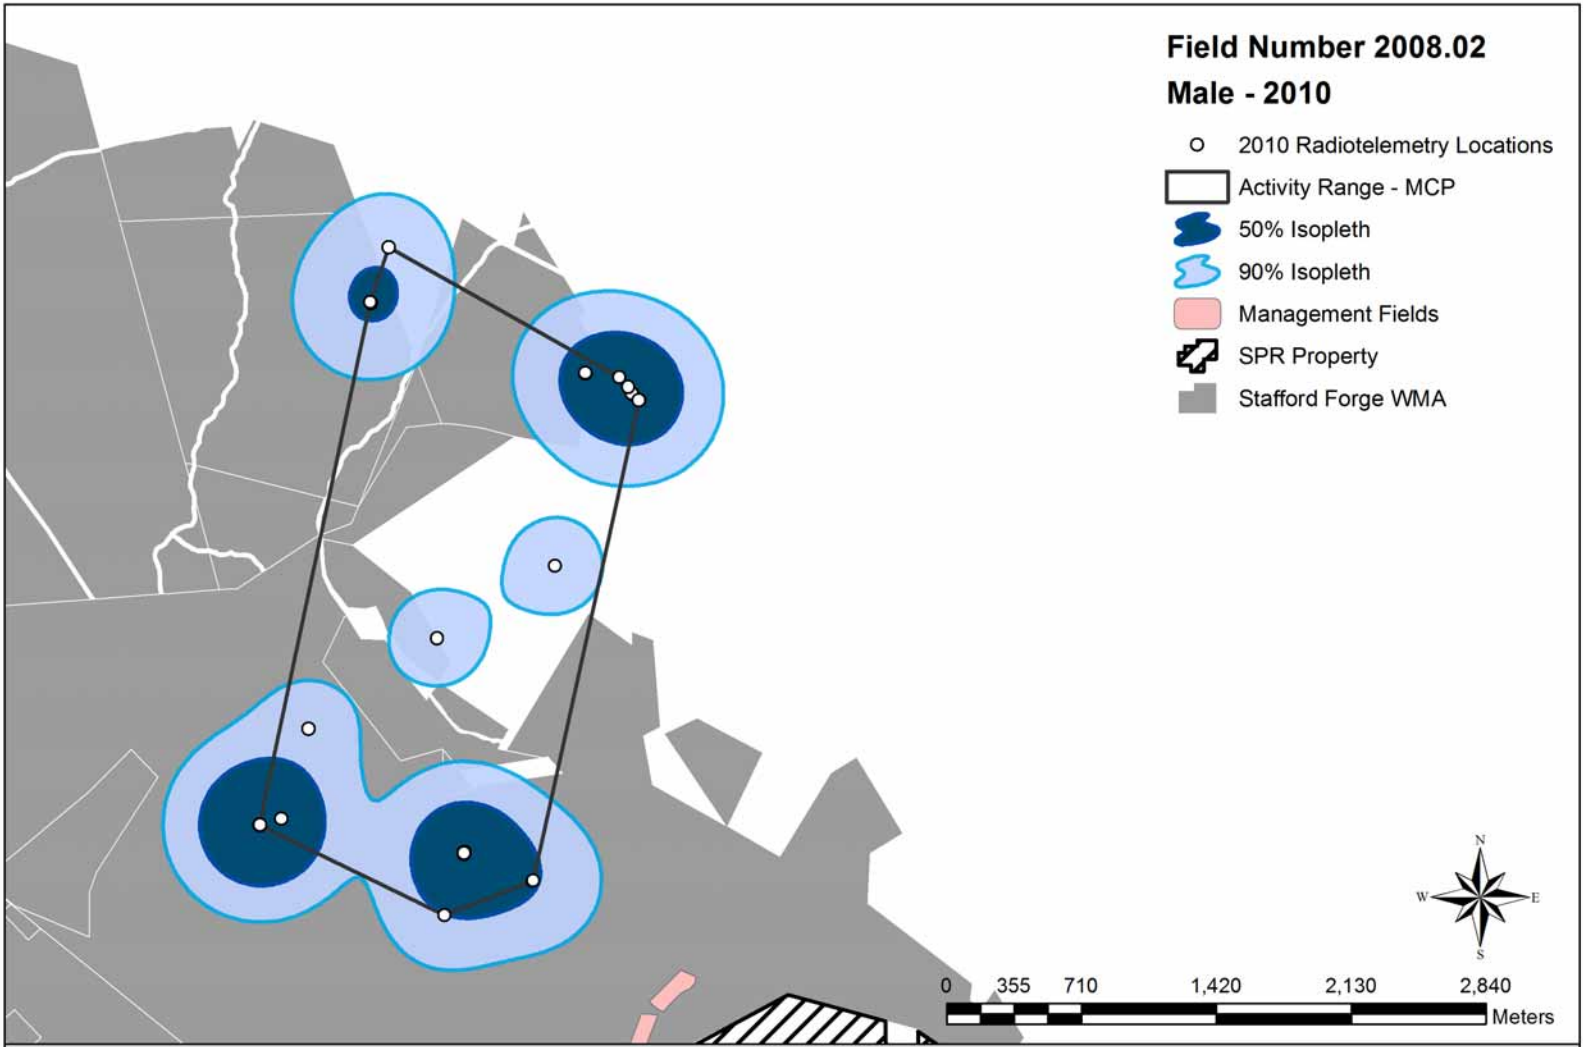 Field Number 2008.02
Male - 2010
2010 Radiotelemetry Locations
Activity Range - MCP
50% Isopleth
90% Isopleth
Management Fields
SPR Property
Stafford Forge WMA
N
W E
S
0 355 710 1,420 2,130 2,840
Meters